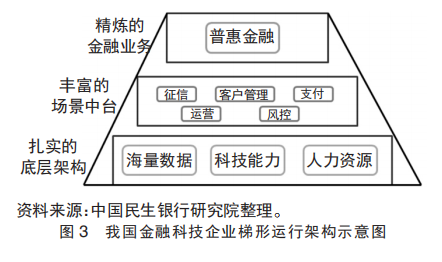 精炼的
金融业务
普惠金融
丰富的
场景中台
征信 客户管理 支付
运营 风控
扎实的
底层架构
海量数据 科技能力 人力资源
资料来源:中国民生银行研究院整理。
图 3 我国金融科技企业梯形运行架构示意图